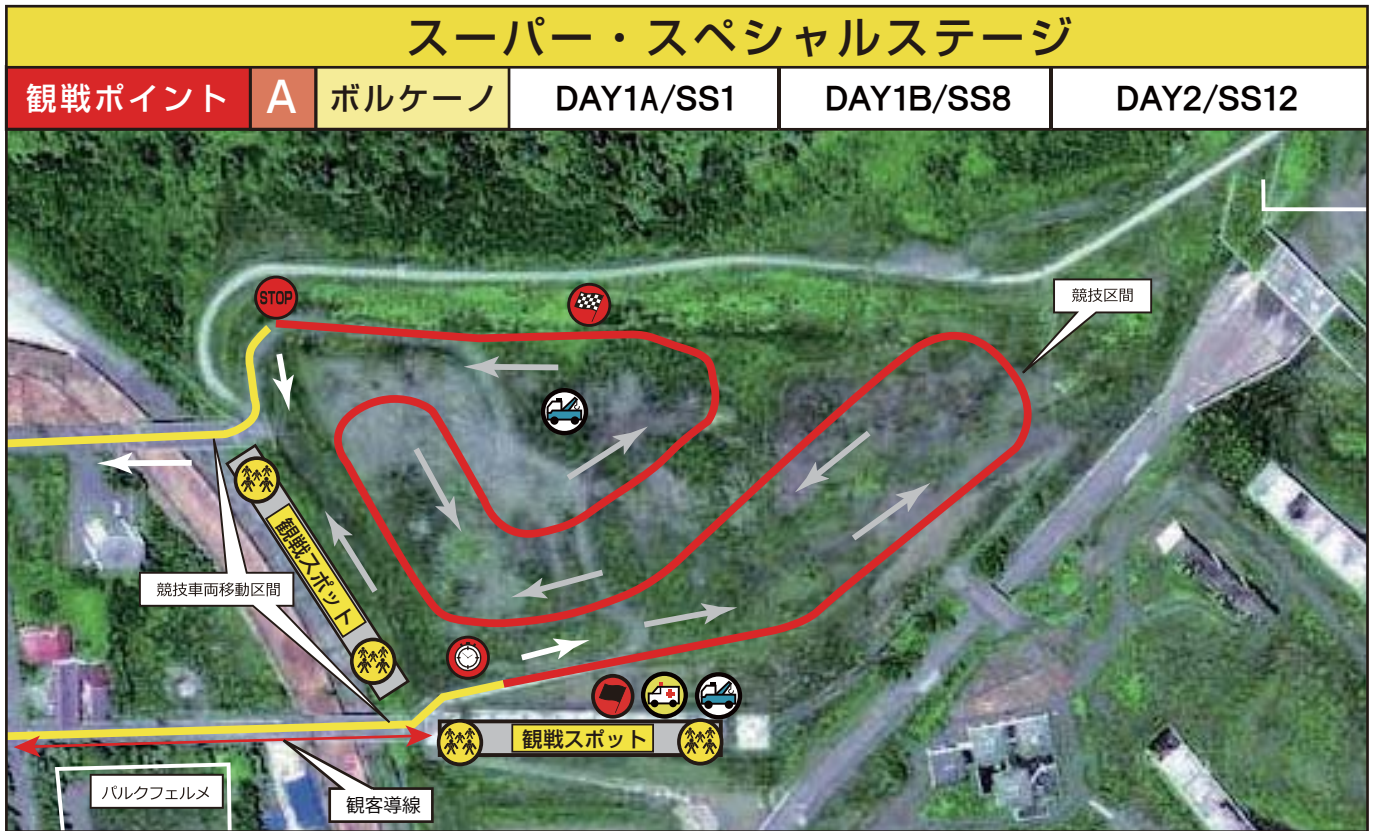 スーパー・スペシャルステージ
観戦ポイント A ボルケーノ DAY1A/SS1 DAY1B/SS8 DAY2/SS12
競技区間
STOP
観戦スポット
競技車両移動区間
観戦スポット
パルクフェルメ
観客導線